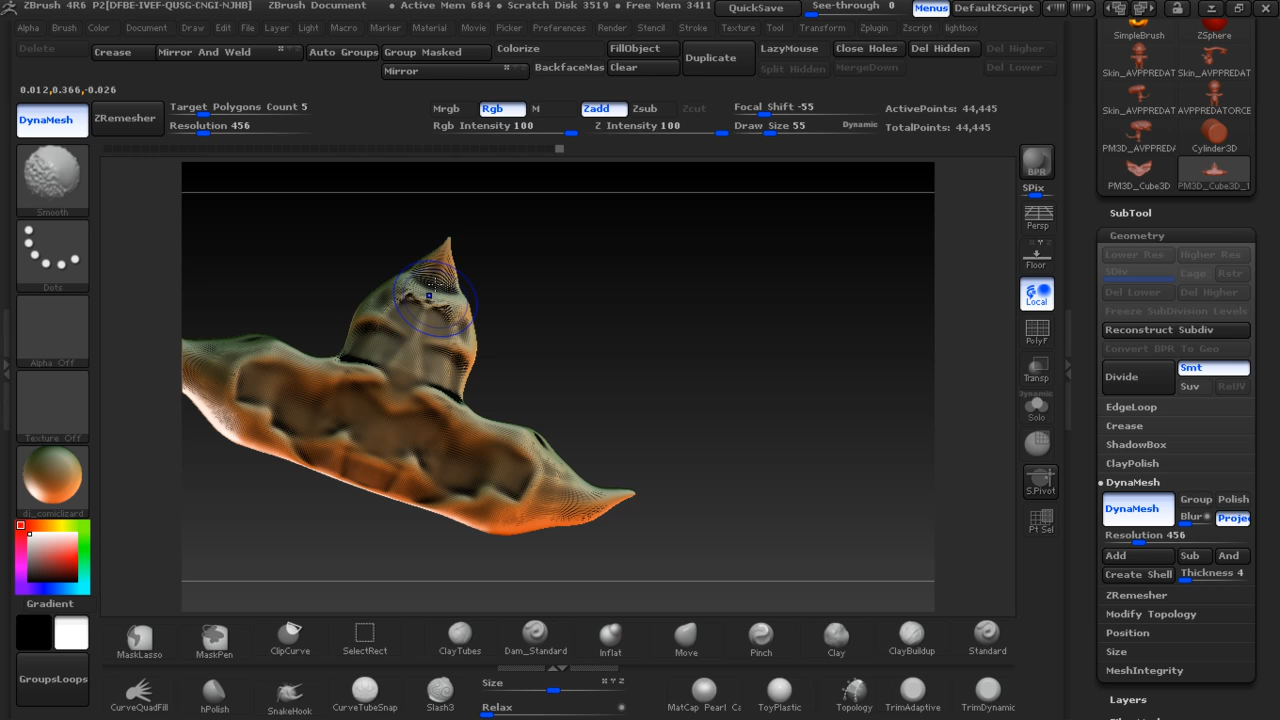 ZBrush 4R6 P2[DFBE-IVEF-QUSG-CNGI-NJHB]
ZBrush Document
• Active Mem 684 • Scratch Disk 3519 • Free Mem 3411
QuickSave
See-through 0
Menus
DefaultZScript
Alpha Brush Color Document Draw Edit File Layer Light Macro Marker Material Movie Picker Preferences Render Stencil Stroke Texture Tool Transform Zplugin Zscript lightbox
Delete
Crease
Mirror And Weld
Auto Groups
Group Masked
Colorize
FillObject
Duplicate
LazyMouse
Close Holes
Del Hidden
Del Higher
Mirror
BackfaceMas
Clear
Split Hidden
MergeDown
Del Lower
0.012,0.366,-0.026
DynaMesh
ZRemesher
Target Polygons Count 5
Resolution 456
Mrgb
Rgb
M
Zadd
Zsub
Zcut
Rgb Intensity 100
Z Intensity 100
Focal Shift -55
Draw Size 55
Dynamic
ActivePoints: 44,445
TotalPoints: 44,445
Smooth
Dots
Alpha Off
Texture Off
dj_comiclizard
Gradient
GroupsLoops
BPR
SPix
Persp
Floor
Local
PolyF
Transp
Dynamic
Solo
S.Pivot
Pt Sel
SimpleBrush
ZSphere
Skin_AVPPREDAT
Skin_AVPPREDAT
Skin_AVPPREDAT
AVPPREDATORCE
PM3D_AVPPREDA
Cylinder3D
PM3D_Cube3D
PM3D_Cube3D_1
SubTool
Geometry
Lower Res
Higher Res
SDiv
Cage
Rstr
Del Lower
Del Higher
Freeze SubDivision Levels
Reconstruct Subdiv
Convert BPR To Geo
Divide
Smt
Suv
ReUV
EdgeLoop
Crease
ShadowBox
ClayPolish
DynaMesh
DynaMesh
Group
Polish
Blur
Projec
Resolution 456
Add
Sub
And
Create Shell
Thickness 4
ZRemesher
Modify Topology
Position
Size
MeshIntegrity
Layers
MaskLasso
MaskPen
ClipCurve
SelectRect
ClayTubes
Dam_Standard
Inflat
Move
Pinch
Clay
ClayBuildup
Standard
CurveQuadFill
hPolish
SnakeHook
CurveTubeSnap
Slash3
Size
Relax
MatCap Pearl Ca
ToyPlastic
Topology
TrimAdaptive
TrimDynamic